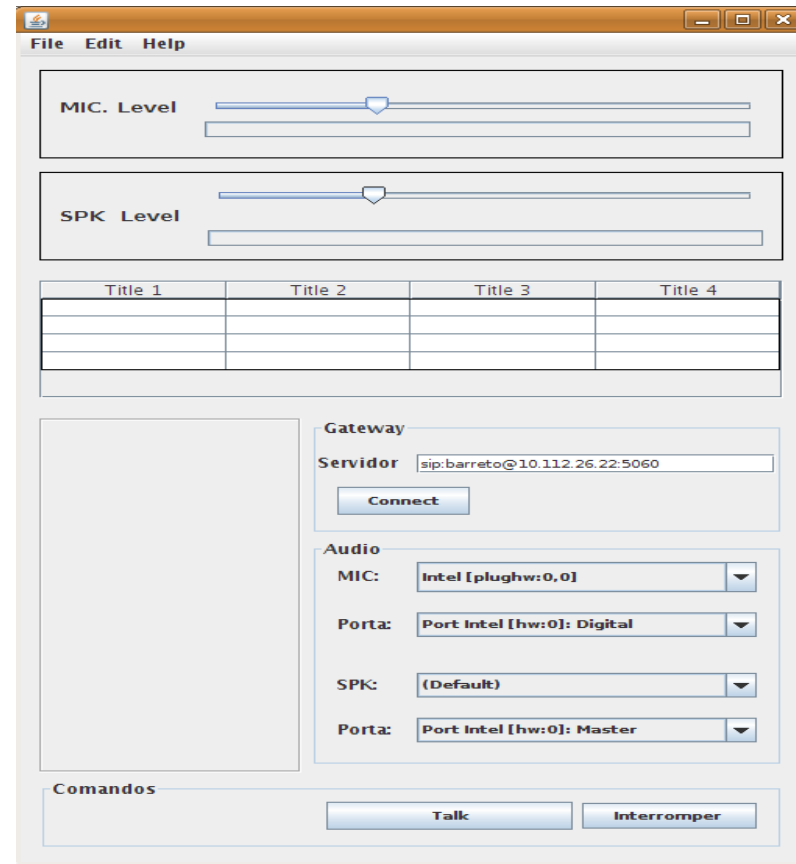 File Edit Help
MIC. Level
SPK Level
Title 1 Title 2 Title 3 Title 4
Gateway
Servidor sip:barreto@10.112.26.22:5060
Connect
Audio
MIC: Intel [plughw:0,0]
Porta: Port Intel [hw:0]: Digital
SPK: (Default)
Porta: Port Intel [hw:0]: Master
Comandos
Talk Interromper